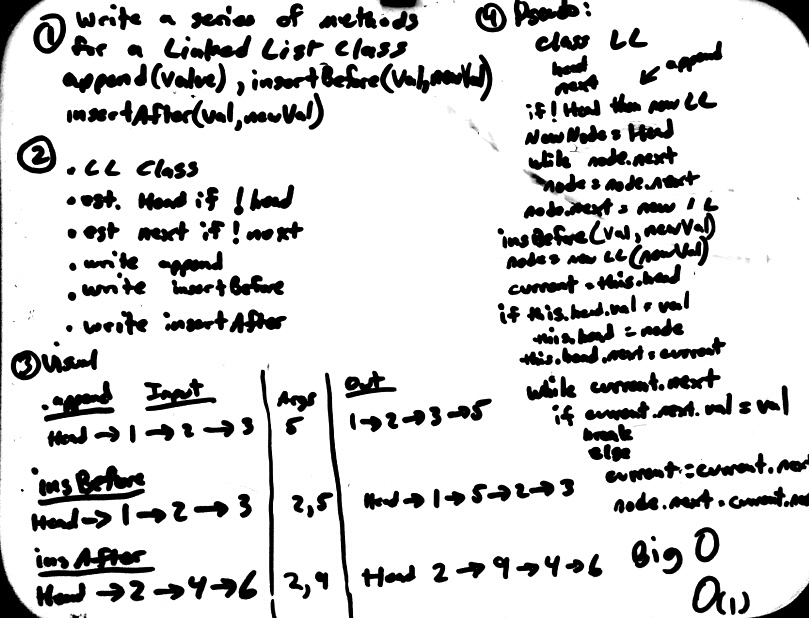 ① Write a series of methods
for a Linked List Class
append(value), insertBefore(val,newVal)
insertAfter(val,newVal)
②
• LL Class
• est. Head if !head
• est next if !next
• write append
• write insertBefore
• write insertAfter
③ Visual
.append Input Args Out
Head → 1 → 2 → 3 5 1 → 2 → 3 → 5
insBefore
Head -> 1 → 2 → 3 2,5 Head → 1 → 5 → 2 → 3
insAfter
Head → 2 → 4 → 6 2,9 Head 2 → 9 → 4 → 6
④ Pseudo:
class LL
head
next
append
if !Head then new LL
NewNode = Head
while node.next
node = node.next
node.next = new LL
insBefore(val, newVal)
node = new LL(newVal)
current = this.head
if this.head.val = val
this.head = node
this.head.next = current
while current.next
if current.next.val = val
break
else
current = current.next
node.next = current.ne
Big O
O(1)